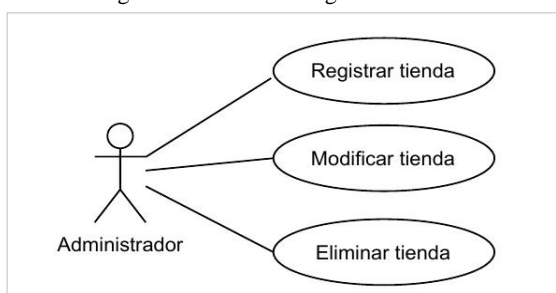 Registrar tienda
Modificar tienda
Administrador
Eliminar tienda